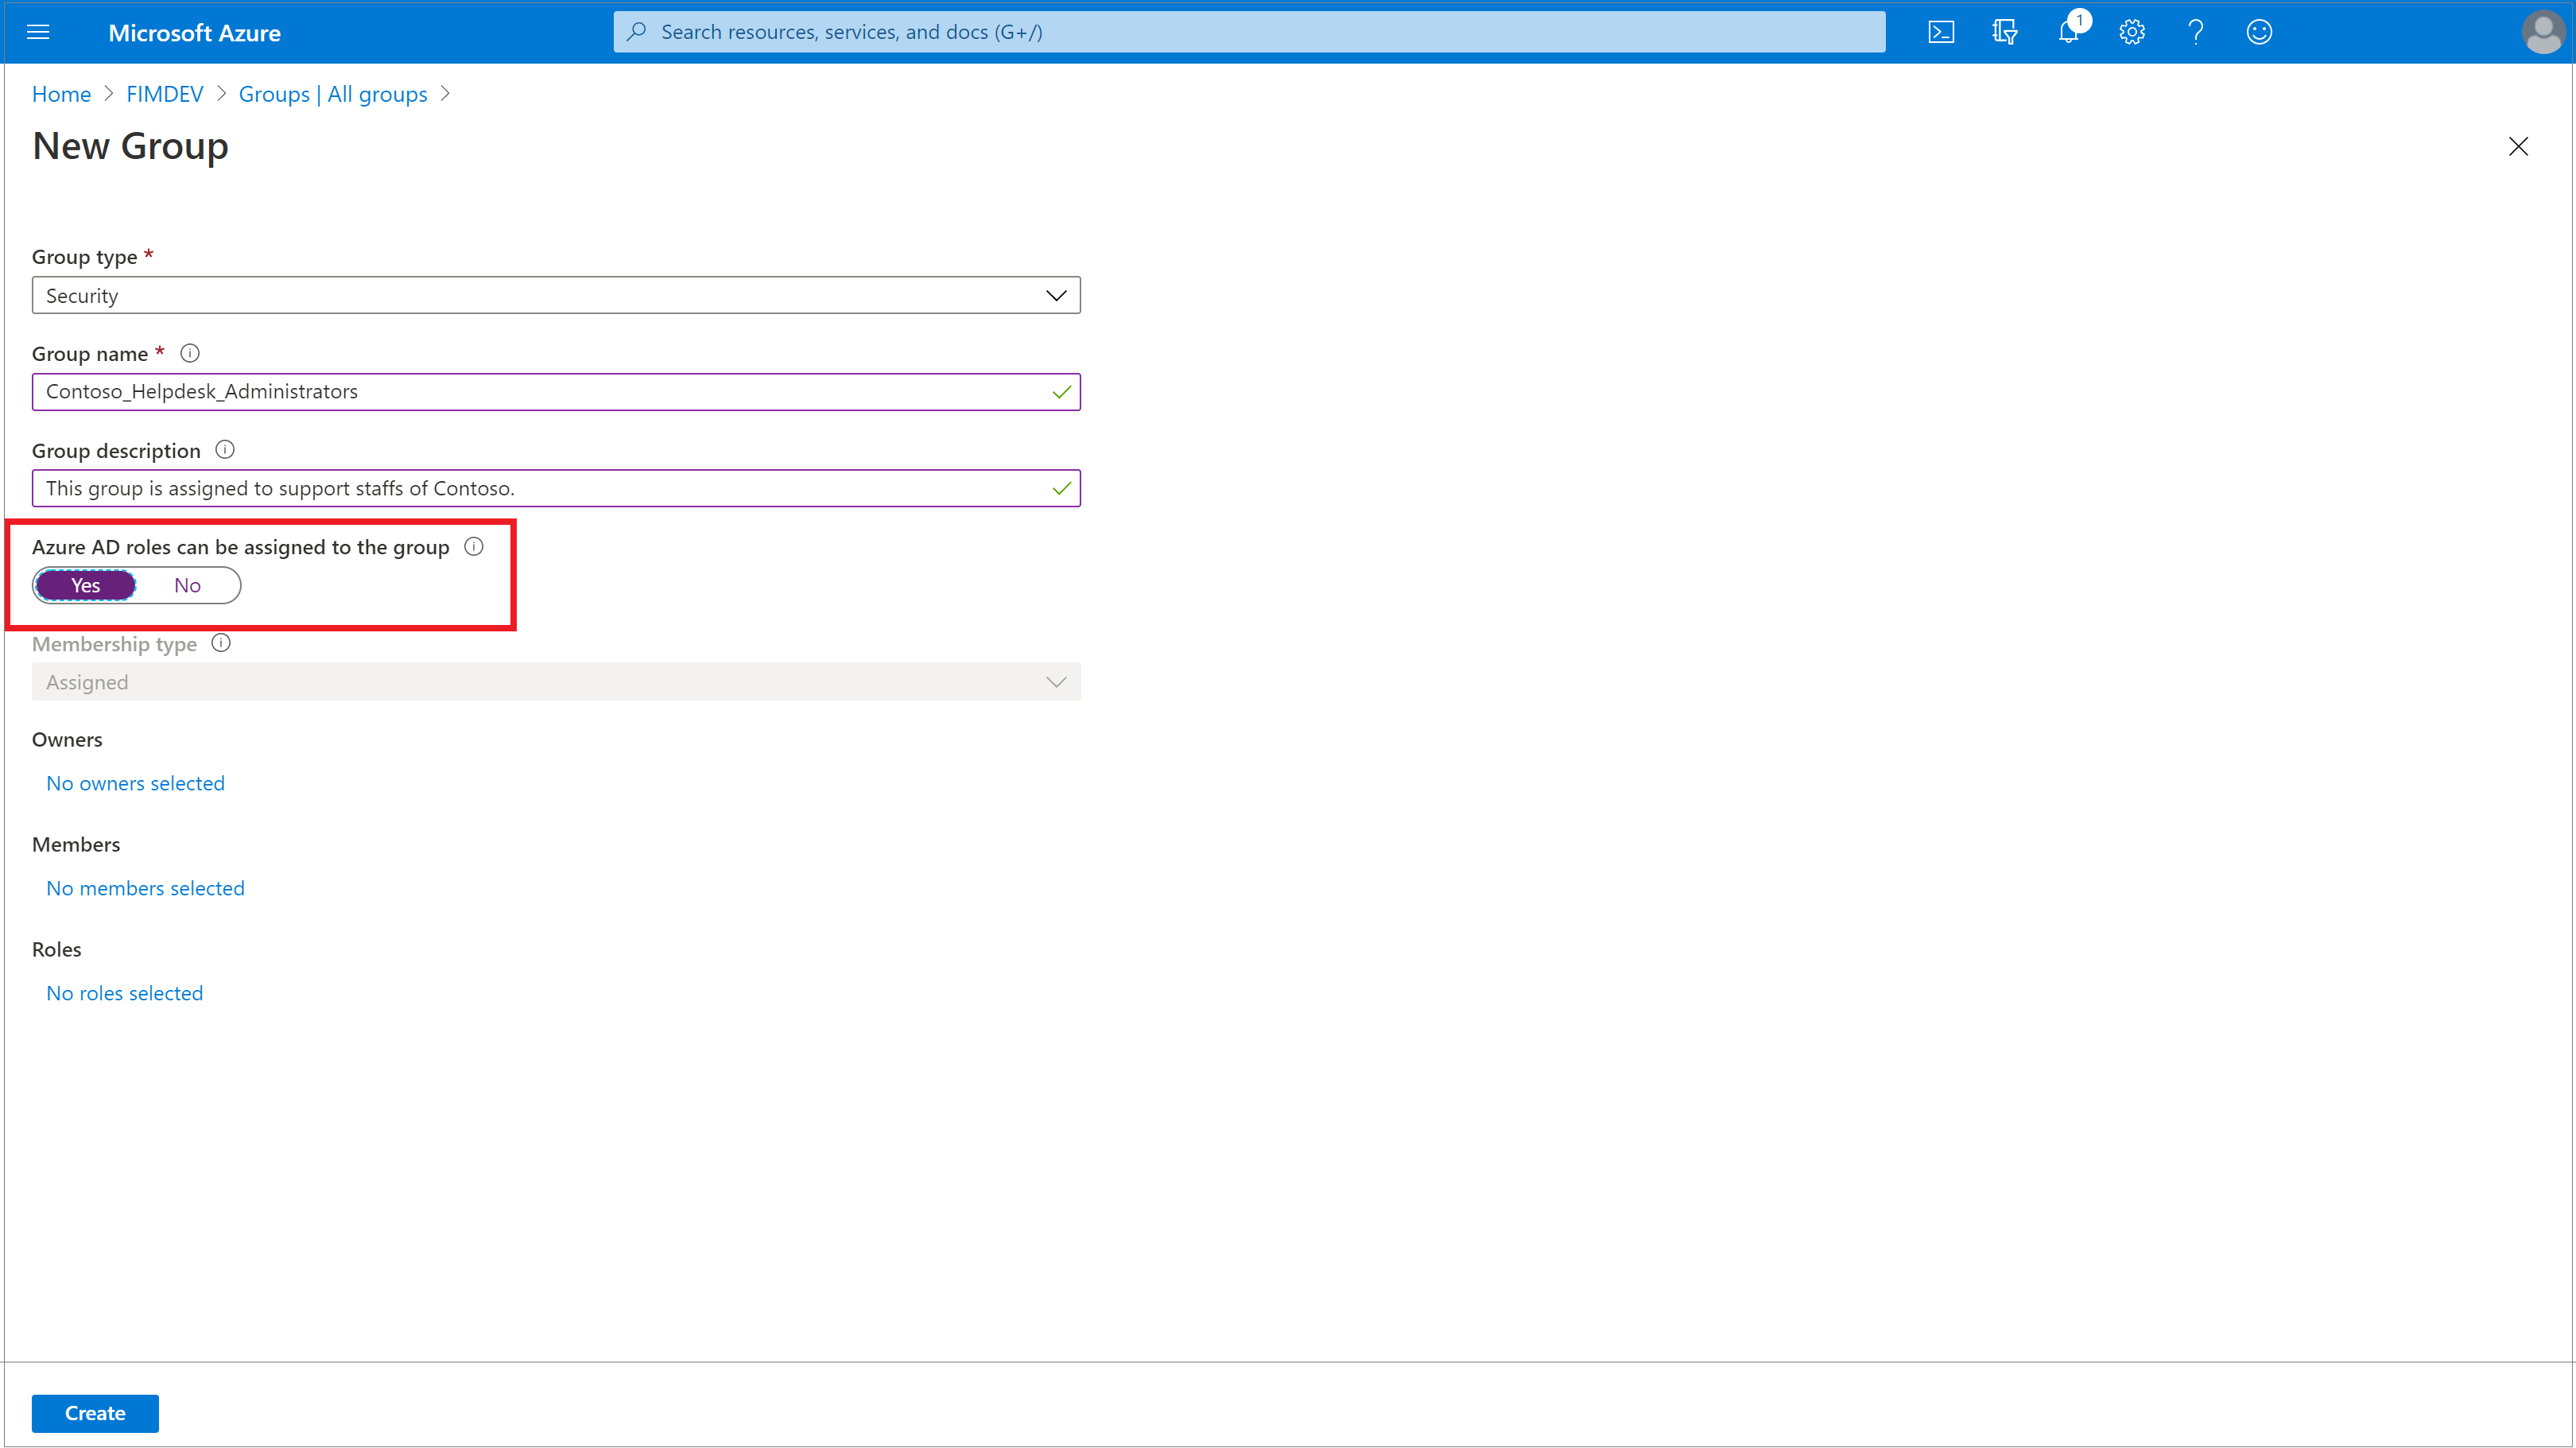 Microsoft Azure
Search resources, services, and docs (G+/)
1
Home > FIMDEV > Groups | All groups >
New Group
Group type *
Security
Group name *
Contoso_Helpdesk_Administrators
Group description
This group is assigned to support staffs of Contoso.
Azure AD roles can be assigned to the group
Yes No
Membership type
Assigned
Owners
No owners selected
Members
No members selected
Roles
No roles selected
Create